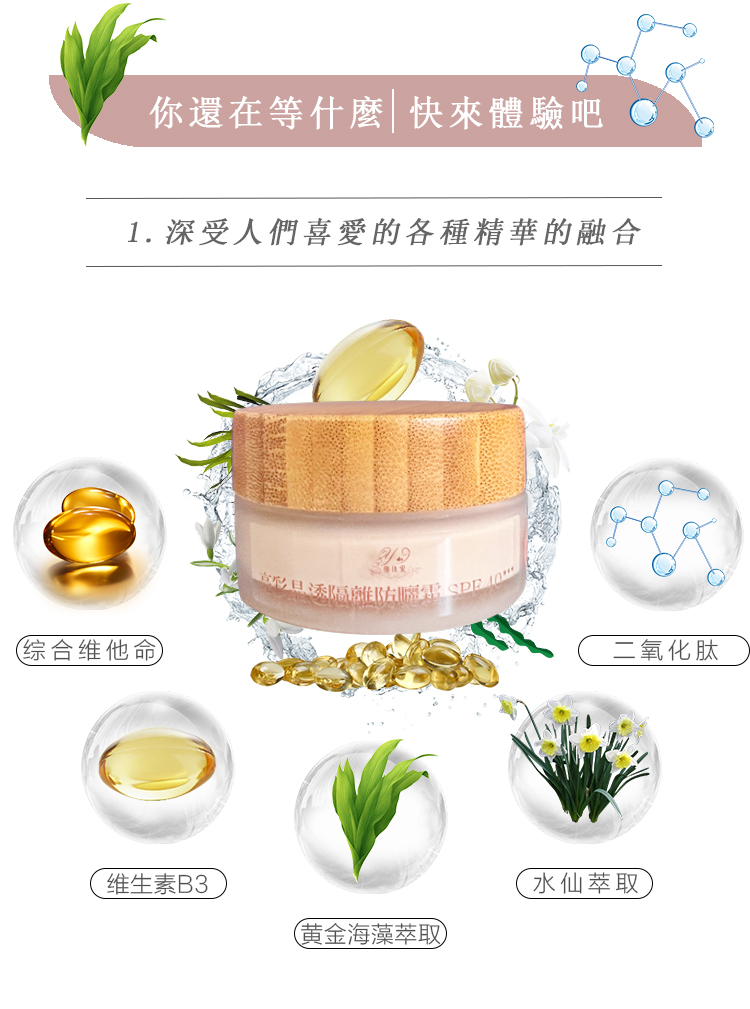 你還在等什麼|快來體驗吧
1. 深受人們喜愛的各種精華的融合
亮彩晶透隔離防曬霜 SPF 40
综合维他命
二氧化肽
维生素B3
水仙萃取
黄金海藻萃取